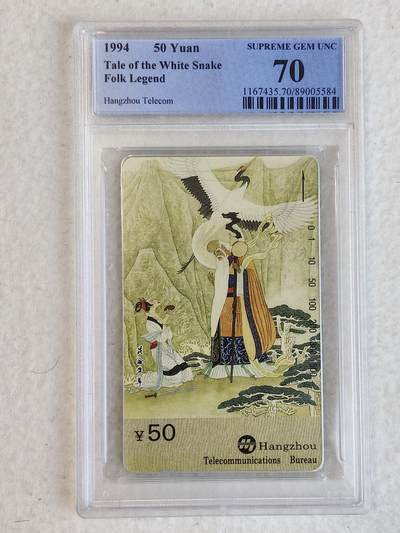 1994 50 Yuan
Tale of the White Snake
Folk Legend
Hangzhou Telecom
SUPREME GEM UNC
70
1167435.70/89005584
0-1
10
50
100
¥50
Hangzhou
Telecommunications Bureau